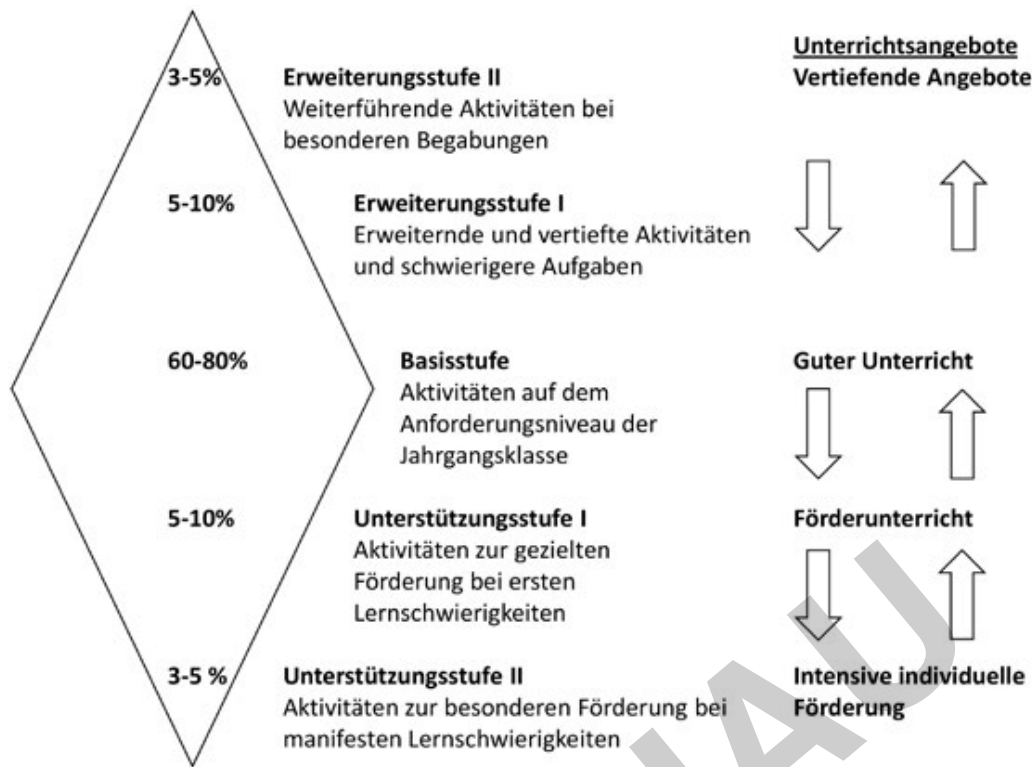 Unterrichtsangebote
3-5% Erweiterungsstufe II Vertiefende Angebote
Weiterführende Aktivitäten bei
besonderen Begabungen
5-10% Erweiterungsstufe I
Erweiternde und vertiefte Aktivitäten
und schwierigere Aufgaben
60-80% Basisstufe Guter Unterricht
Aktivitäten auf dem
Anforderungsniveau der
Jahrgangsklasse
5-10% Unterstützungsstufe I Förderunterricht
Aktivitäten zur gezielten
Förderung bei ersten
Lernschwierigkeiten
3-5 % Unterstützungsstufe II Intensive individuelle
Aktivitäten zur besonderen Förderung bei Förderung
manifesten Lernschwierigkeiten